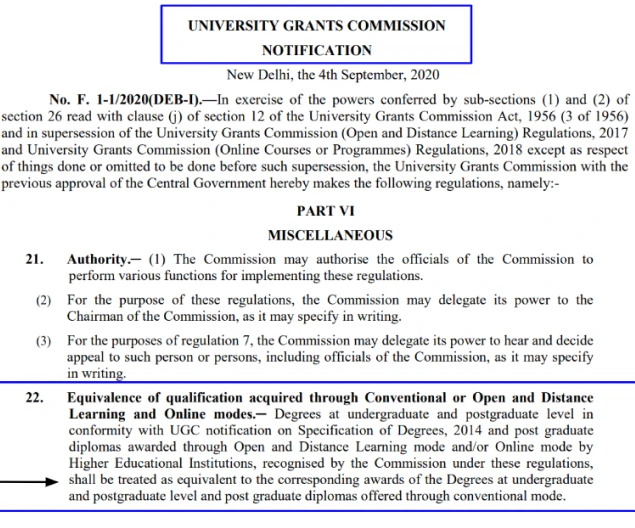 UNIVERSITY GRANTS COMMISSION
NOTIFICATION
New Delhi, the 4th September, 2020
No. F. 1-1/2020(DEB-I).—In exercise of the powers conferred by sub-sections (1) and (2) of
section 26 read with clause (j) of section 12 of the University Grants Commission Act, 1956 (3 of 1956)
and in supersession of the University Grants Commission (Open and Distance Learning) Regulations, 2017
and University Grants Commission (Online Courses or Programmes) Regulations, 2018 except as respect
of things done or omitted to be done before such supersession, the University Grants Commission with the
previous approval of the Central Government hereby makes the following regulations, namely:-
PART VI
MISCELLANEOUS
21. Authority.— (1) The Commission may authorise the officials of the Commission to
perform various functions for implementing these regulations.
(2) For the purpose of these regulations, the Commission may delegate its power to the
Chairman of the Commission, as it may specify in writing.
(3) For the purposes of regulation 7, the Commission may delegate its power to hear and decide
appeal to such person or persons, including officials of the Commission, as it may specify
in writing.
22. Equivalence of qualification acquired through Conventional or Open and Distance
Learning and Online modes.— Degrees at undergraduate and postgraduate level in
conformity with UGC notification on Specification of Degrees, 2014 and post graduate
diplomas awarded through Open and Distance Learning mode and/or Online mode by
Higher Educational Institutions, recognised by the Commission under these regulations,
shall be treated as equivalent to the corresponding awards of the Degrees at undergraduate
and postgraduate level and post graduate diplomas offered through conventional mode.